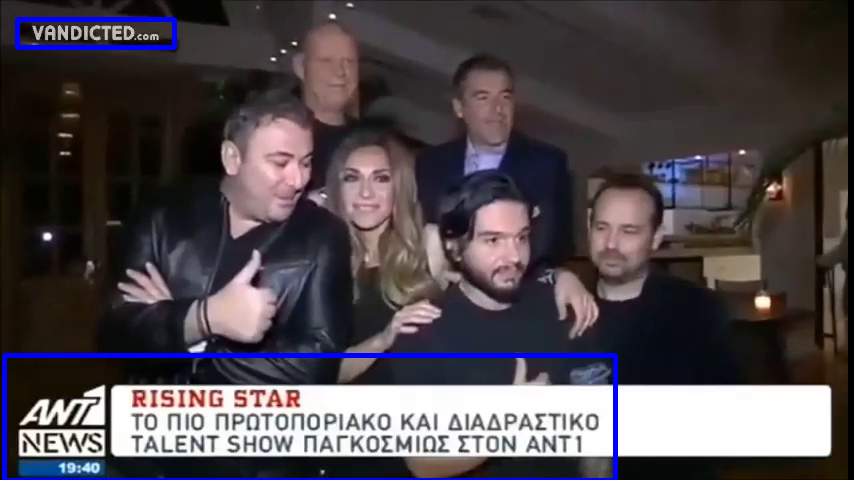 VANDICTED.com
RISING STAR
ΤΟ ΠΙΟ ΠΡΩΤΟΠΟΡΙΑΚΟ ΚΑΙ ΔΙΑΔΡΑΣΤΙΚΟ
TALENT SHOW ΠΑΓΚΟΣΜΙΩΣ ΣΤΟΝ ΑΝΤ1
ANT1
NEWS
19:40